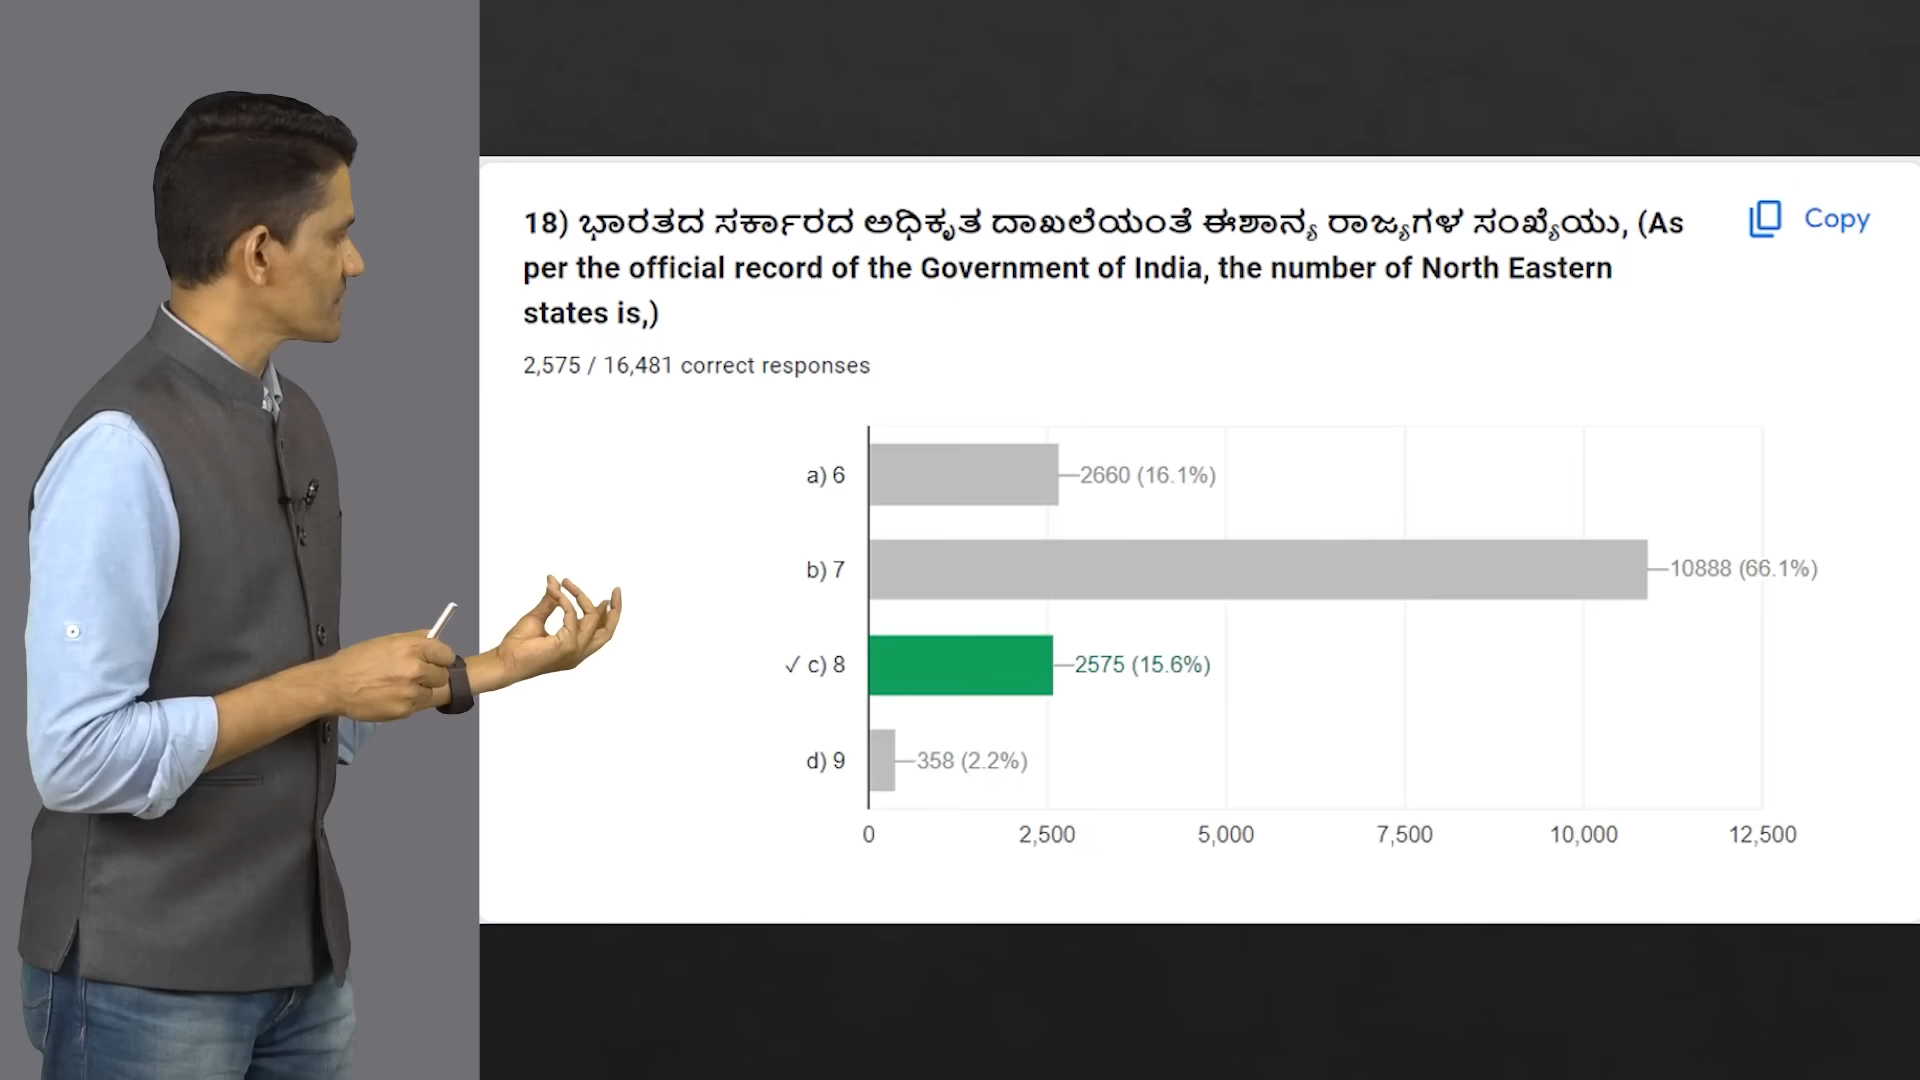 18) ಭಾರತದ ಸರ್ಕಾರದ ಅಧಿಕೃತ ದಾಖಲೆಯಂತೆ ಈಶಾನ್ಯ ರಾಜ್ಯಗಳ ಸಂಖ್ಯೆಯು, (As
per the official record of the Government of India, the number of North Eastern
states is,)
Copy
2,575 / 16,481 correct responses
a) 6 2660 (16.1%)
b) 7 10888 (66.1%)
✓ c) 8 2575 (15.6%)
d) 9 358 (2.2%)
0 2,500 5,000 7,500 10,000 12,500